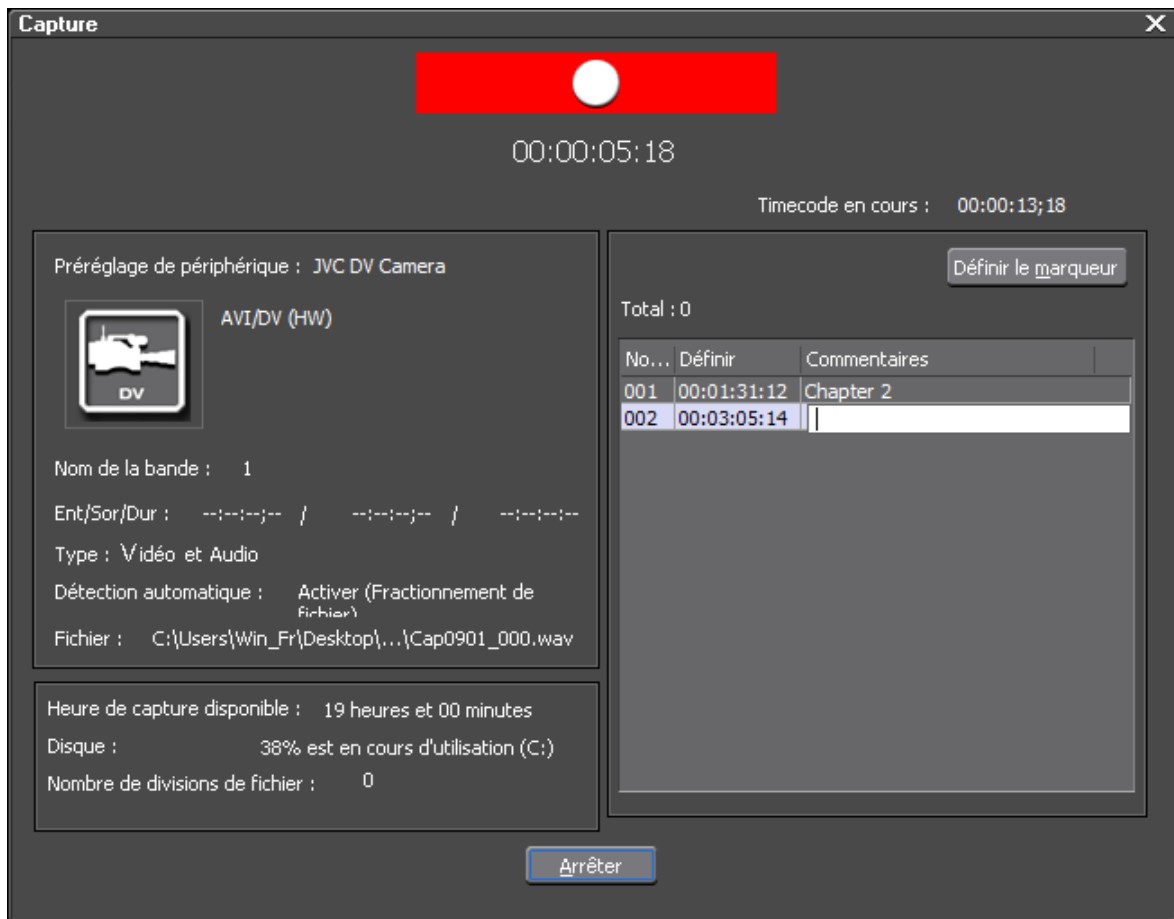 Capture
00:00:05:18
Timecode en cours : 00:00:13;18
Préréglage de périphérique : JVC DV Camera
AVI/DV (HW)
DV
Nom de la bande : 1
Ent/Sor/Dur : --:--:--;-- / --:--:--;-- / --:--:--:--
Type : Vidéo et Audio
Détection automatique : Activer (Fractionnement de
fichier)
Fichier : C:\Users\Win_Fr\Desktop\...\Cap0901_000.wav
Heure de capture disponible : 19 heures et 00 minutes
Disque : 38% est en cours d'utilisation (C:)
Nombre de divisions de fichier : 0
Définir le marqueur
Total : 0
No... Définir Commentaires
001 00:01:31:12 Chapter 2
002 00:03:05:14
Arrêter